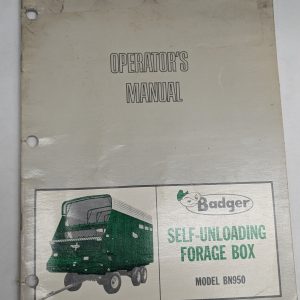 OPERATOR'S
MANUAL
Badger
SELF-UNLOADING
FORAGE BOX
MODEL BN950